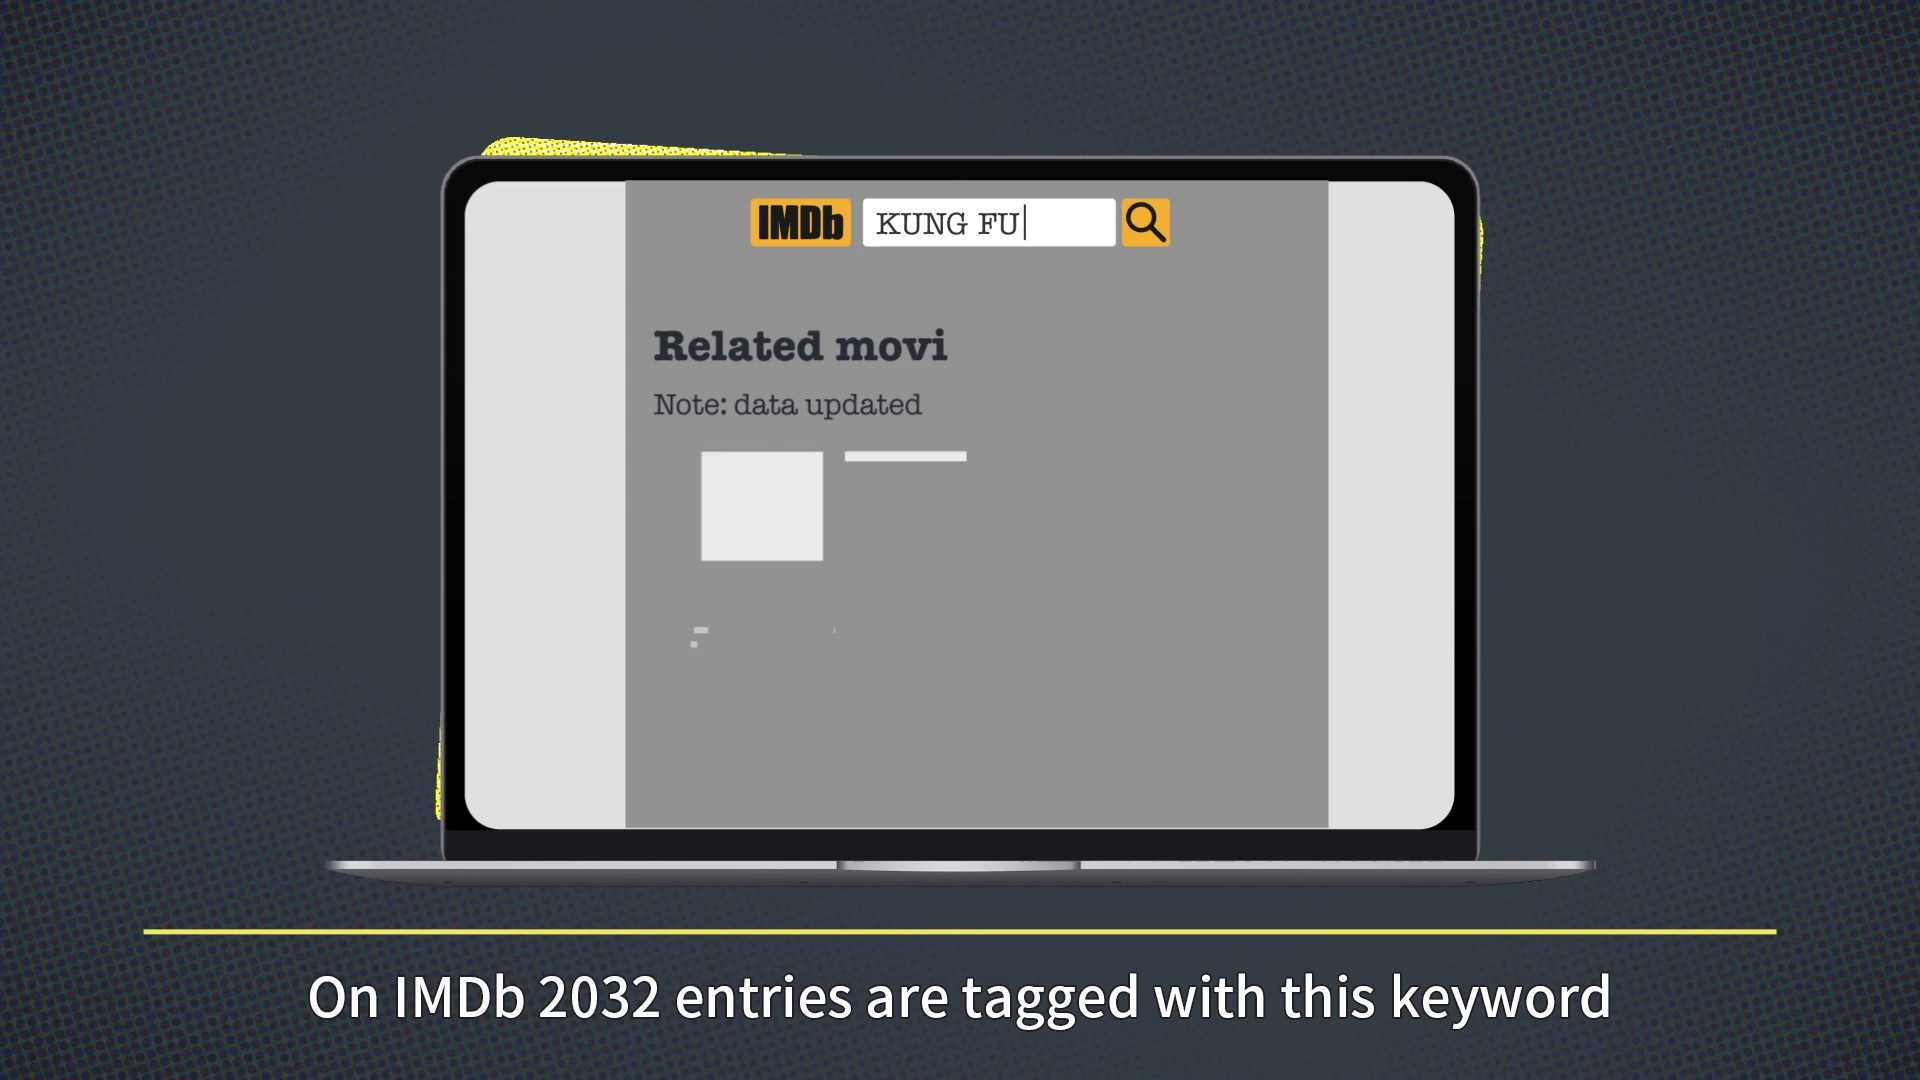 IMDb KUNG FU
Related movi
Note: data updated
On IMDb 2032 entries are tagged with this keyword